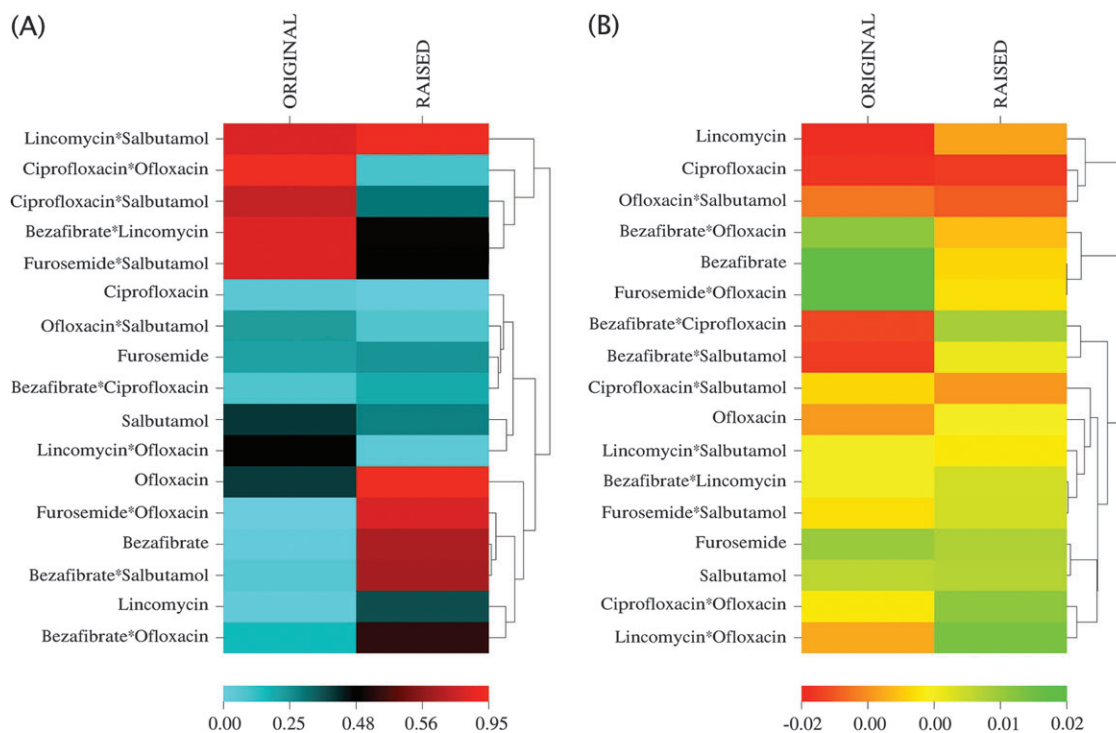 (A)
ORIGINAL
RAISED
Lincomycin*Salbutamol
Ciprofloxacin*Ofloxacin
Ciprofloxacin*Salbutamol
Bezafibrate*Lincomycin
Furosemide*Salbutamol
Ciprofloxacin
Ofloxacin*Salbutamol
Furosemide
Bezafibrate*Ciprofloxacin
Salbutamol
Lincomycin*Ofloxacin
Ofloxacin
Furosemide*Ofloxacin
Bezafibrate
Bezafibrate*Salbutamol
Lincomycin
Bezafibrate*Ofloxacin
0.00 0.25 0.48 0.56 0.95
(B)
ORIGINAL
RAISED
Lincomycin
Ciprofloxacin
Ofloxacin*Salbutamol
Bezafibrate*Ofloxacin
Bezafibrate
Furosemide*Ofloxacin
Bezafibrate*Ciprofloxacin
Bezafibrate*Salbutamol
Ciprofloxacin*Salbutamol
Ofloxacin
Lincomycin*Salbutamol
Bezafibrate*Lincomycin
Furosemide*Salbutamol
Furosemide
Salbutamol
Ciprofloxacin*Ofloxacin
Lincomycin*Ofloxacin
-0.02 0.00 0.00 0.01 0.02